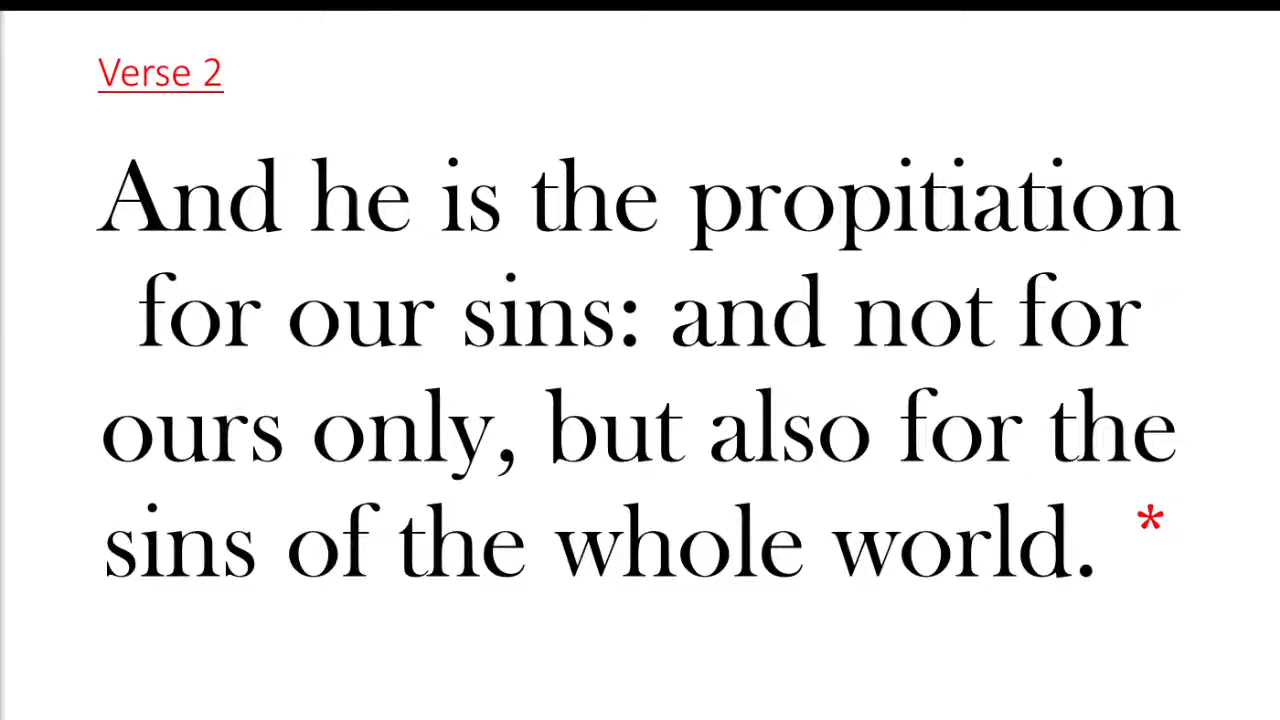 Verse 2
And he is the propitiation
for our sins: and not for
ours only, but also for the
sins of the whole world. *